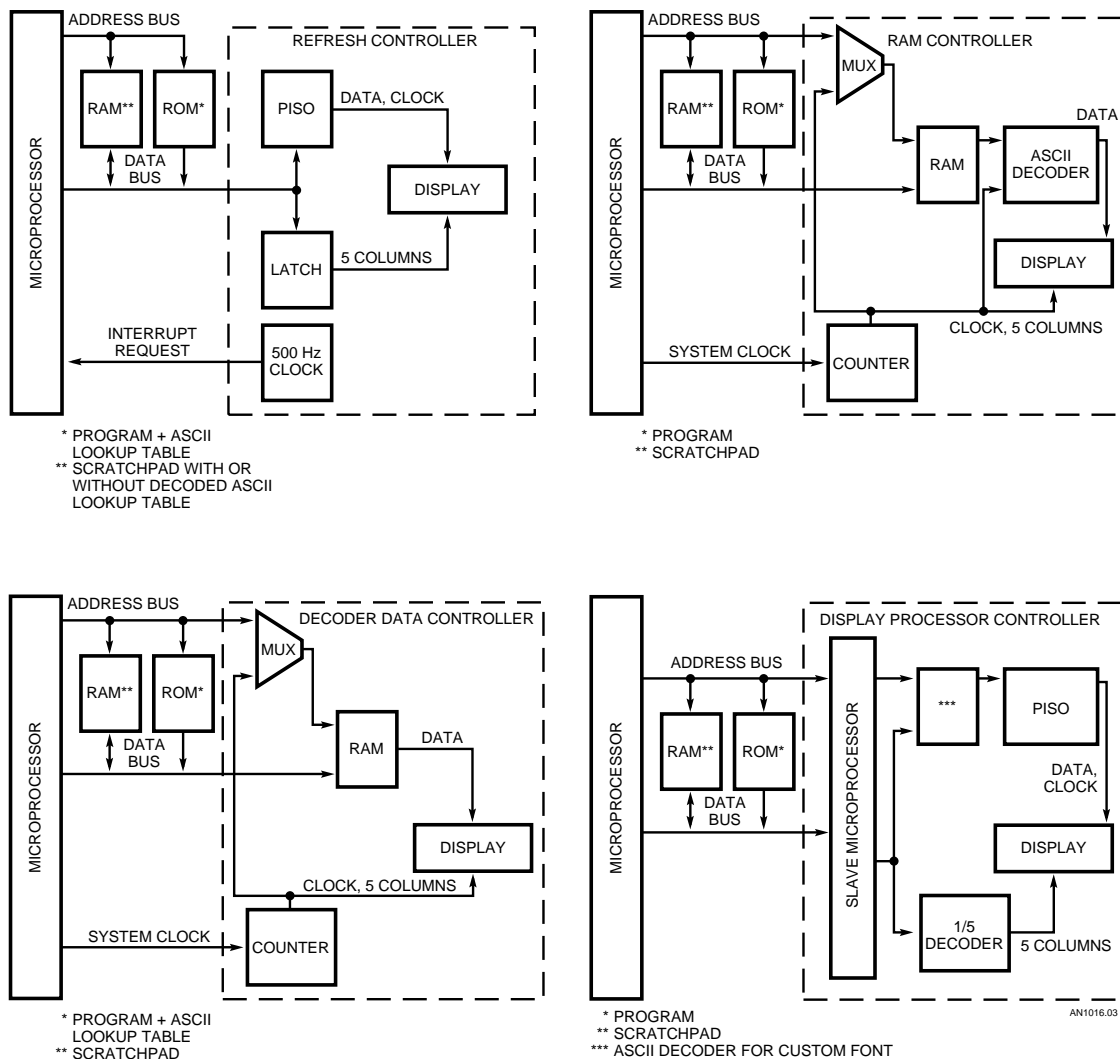 ADDRESS BUS
REFRESH CONTROLLER
MICROPROCESSOR
RAM**
ROM*
PISO
DATA, CLOCK
DATA
BUS
DISPLAY
LATCH
5 COLUMNS
INTERRUPT
REQUEST
500 Hz
CLOCK
* PROGRAM + ASCII
LOOKUP TABLE
** SCRATCHPAD WITH OR
WITHOUT DECODED ASCII
LOOKUP TABLE
ADDRESS BUS
RAM CONTROLLER
MICROPROCESSOR
MUX
RAM**
ROM*
DATA
DATA
BUS
RAM
ASCII
DECODER
DISPLAY
CLOCK, 5 COLUMNS
SYSTEM CLOCK
COUNTER
* PROGRAM
** SCRATCHPAD
ADDRESS BUS
DECODER DATA CONTROLLER
MICROPROCESSOR
MUX
RAM**
ROM*
DATA
BUS
RAM
DATA
DISPLAY
CLOCK, 5 COLUMNS
SYSTEM CLOCK
COUNTER
* PROGRAM + ASCII
LOOKUP TABLE
** SCRATCHPAD
DISPLAY PROCESSOR CONTROLLER
ADDRESS BUS
MICROPROCESSOR
RAM**
ROM*
DATA
BUS
SLAVE MICROPROCESSOR
***
PISO
DATA,
CLOCK
DISPLAY
1/5
DECODER
5 COLUMNS
* PROGRAM
** SCRATCHPAD
*** ASCII DECODER FOR CUSTOM FONT
AN1016.03